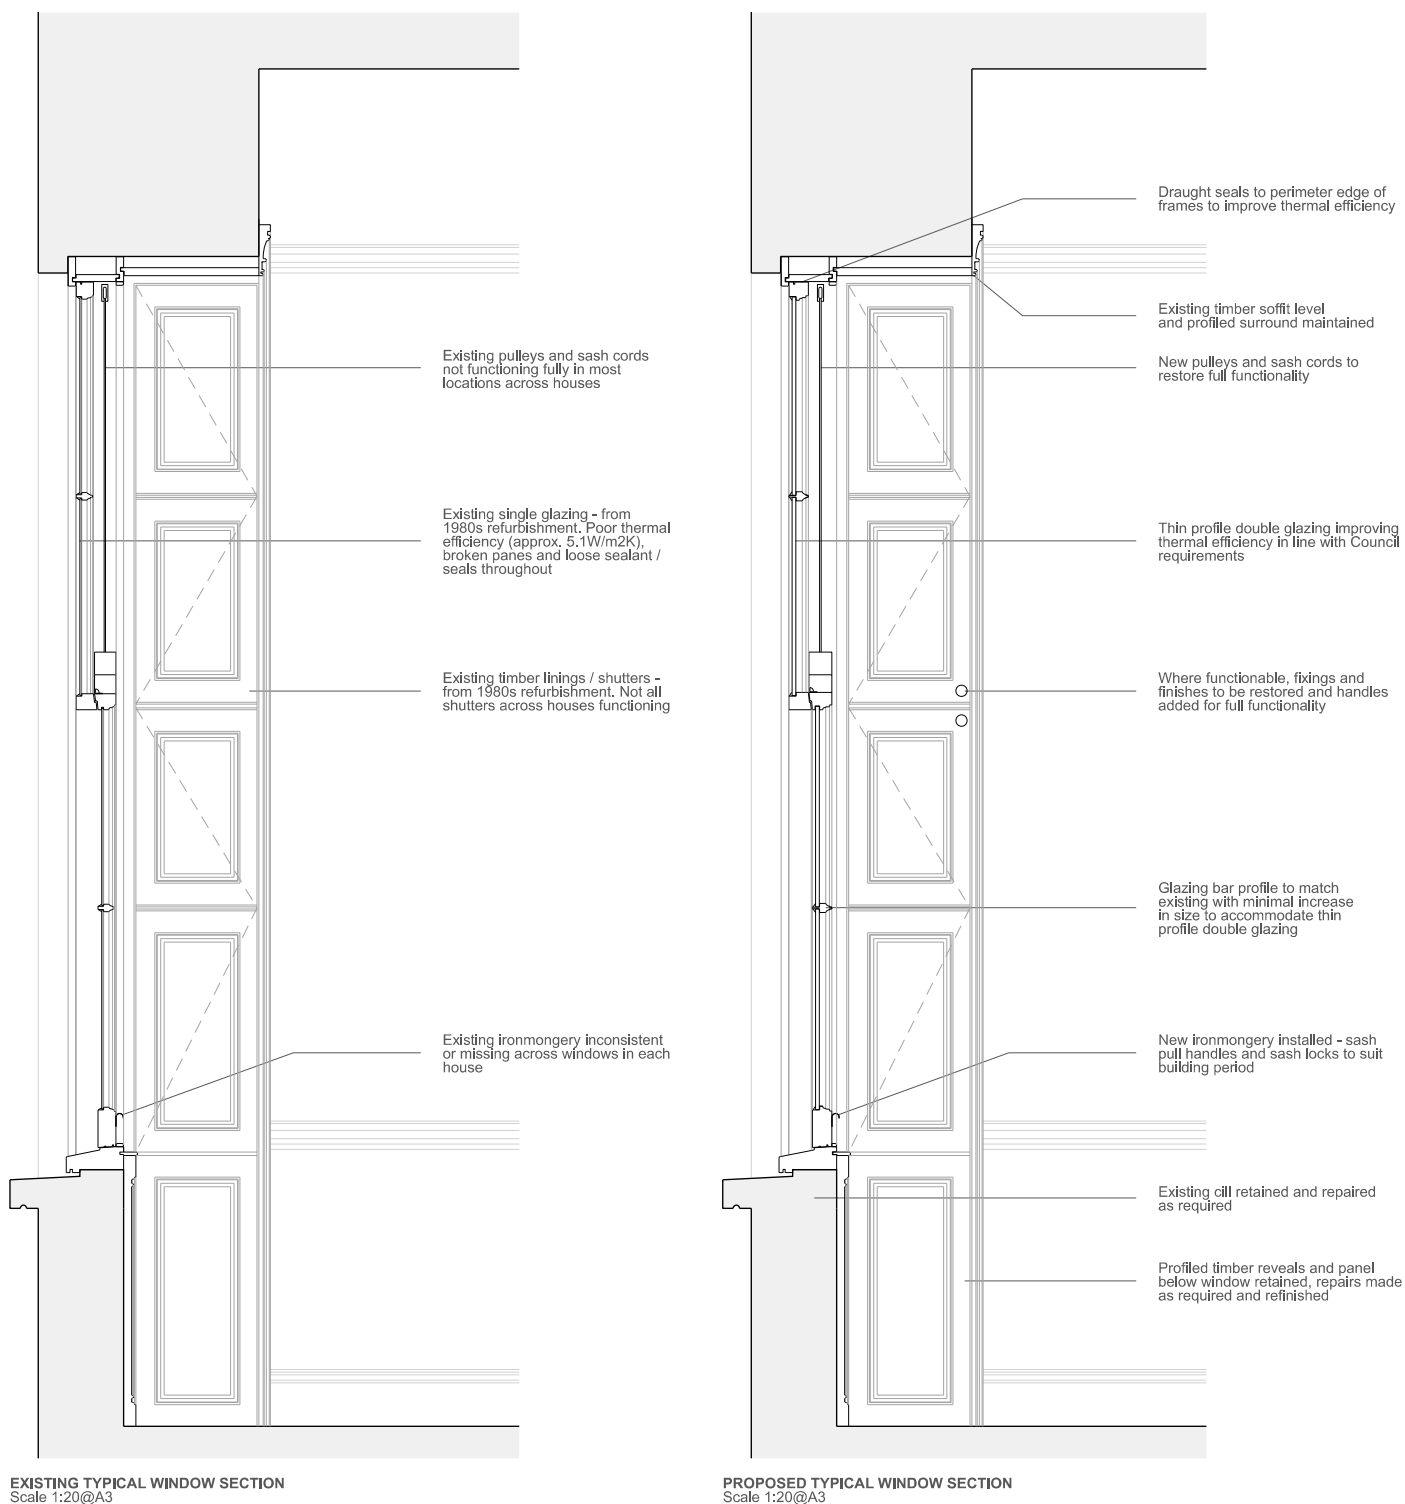 Existing pulleys and sash cords
not functioning fully in most
locations across houses
Existing single glazing - from
1980s refurbishment. Poor thermal
efficiency (approx. 5.1W/m2K),
broken panes and loose sealant /
seals throughout
Existing timber linings / shutters -
from 1980s refurbishment. Not all
shutters across houses functioning
Existing ironmongery inconsistent
or missing across windows in each
house
EXISTING TYPICAL WINDOW SECTION
Scale 1:20@A3
Draught seals to perimeter edge of
frames to improve thermal efficiency
Existing timber soffit level
and profiled surround maintained
New pulleys and sash cords to
restore full functionality
Thin profile double glazing improving
thermal efficiency in line with Council
requirements
Where functionable, fixings and
finishes to be restored and handles
added for full functionality
Glazing bar profile to match
existing with minimal increase
in size to accommodate thin
profile double glazing
New ironmongery installed - sash
pull handles and sash locks to suit
building period
Existing cill retained and repaired
as required
Profiled timber reveals and panel
below window retained, repairs made
as required and refinished
PROPOSED TYPICAL WINDOW SECTION
Scale 1:20@A3